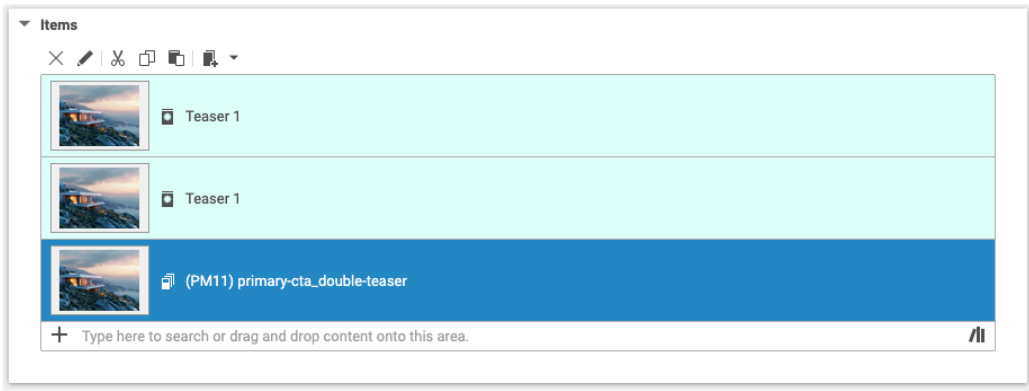 Items
Teaser 1
Teaser 1
(PM11) primary-cta_double-teaser
Type here to search or drag and drop content onto this area.